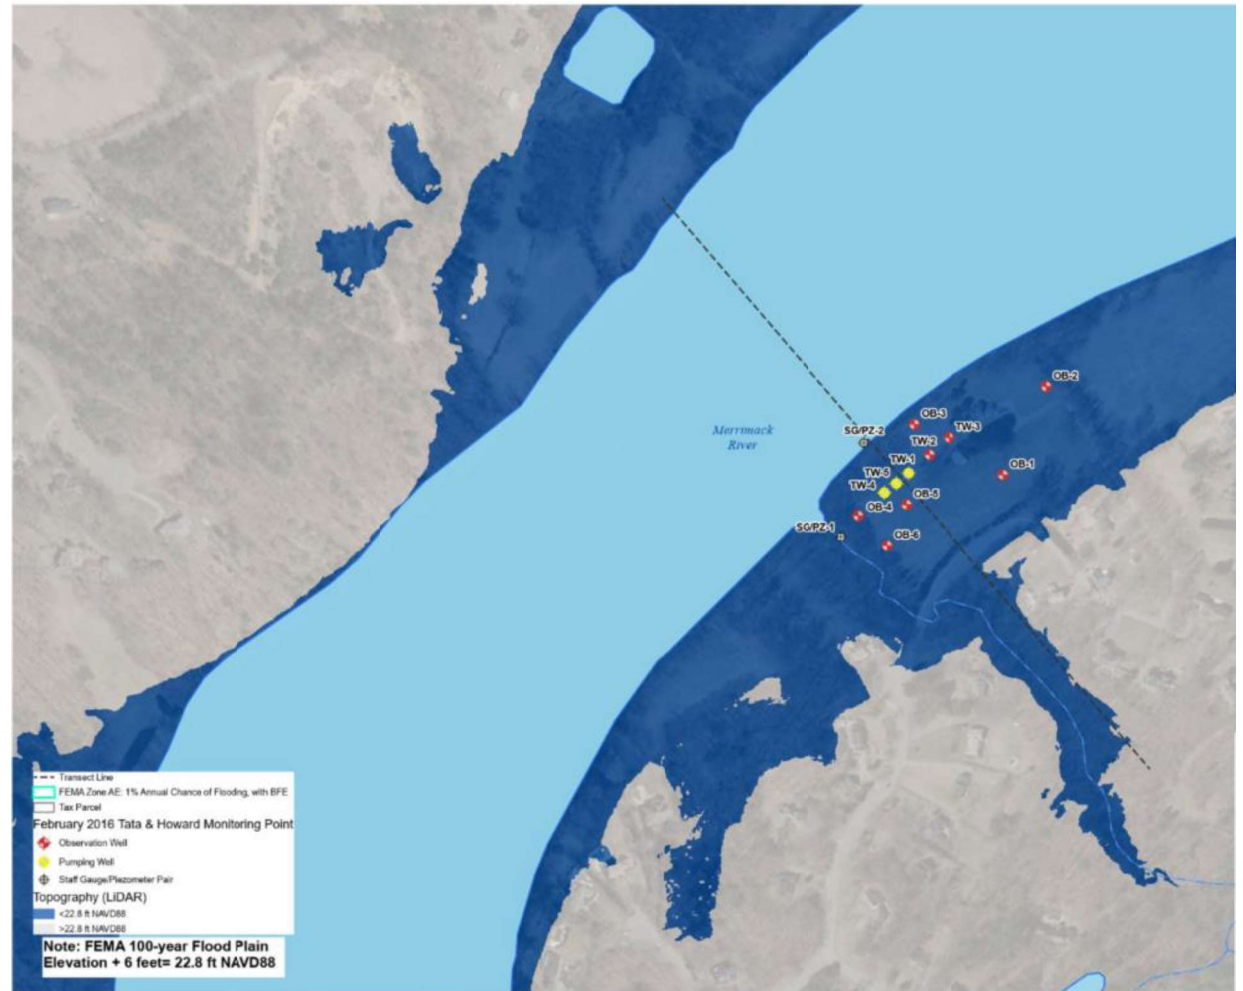 OB-2
OB-3
TW-3
SG/PZ-2
TW-2
TW-1
OB-1
TW-5
TW-4
OB-5
OB-4
SG/PZ-1
OB-6
Merrimack
River
Transect Line
FEMA Zone AE: 1% Annual Chance of Flooding, with BFE
Tax Parcel
February 2016 Tata & Howard Monitoring Point
Observation Well
Pumping Well
Staff Gauge/Piezometer Pair
Topography (LiDAR)
<22.8 ft NAVD88
>22.8 ft NAVD88
Note: FEMA 100-year Flood Plain
Elevation + 6 feet= 22.8 ft NAVD88